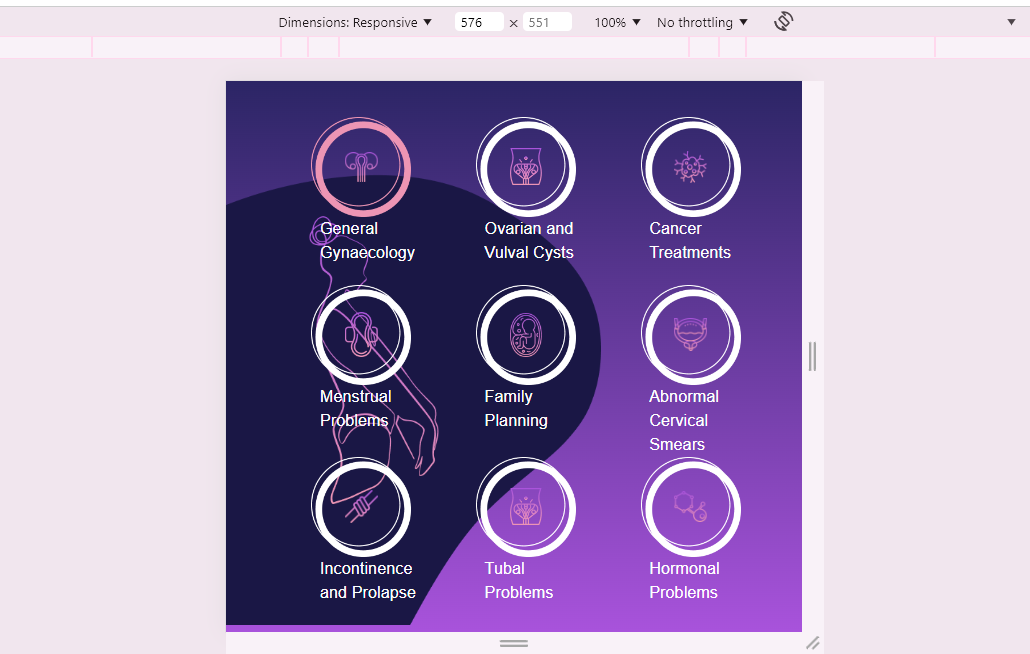 Dimensions: Responsive ▼ 576 × 551 100% ▼ No throttling ▼
General
Gynaecology
Ovarian and
Vulval Cysts
Cancer
Treatments
Menstrual
Problems
Family
Planning
Abnormal
Cervical
Smears
Incontinence
and Prolapse
Tubal
Problems
Hormonal
Problems